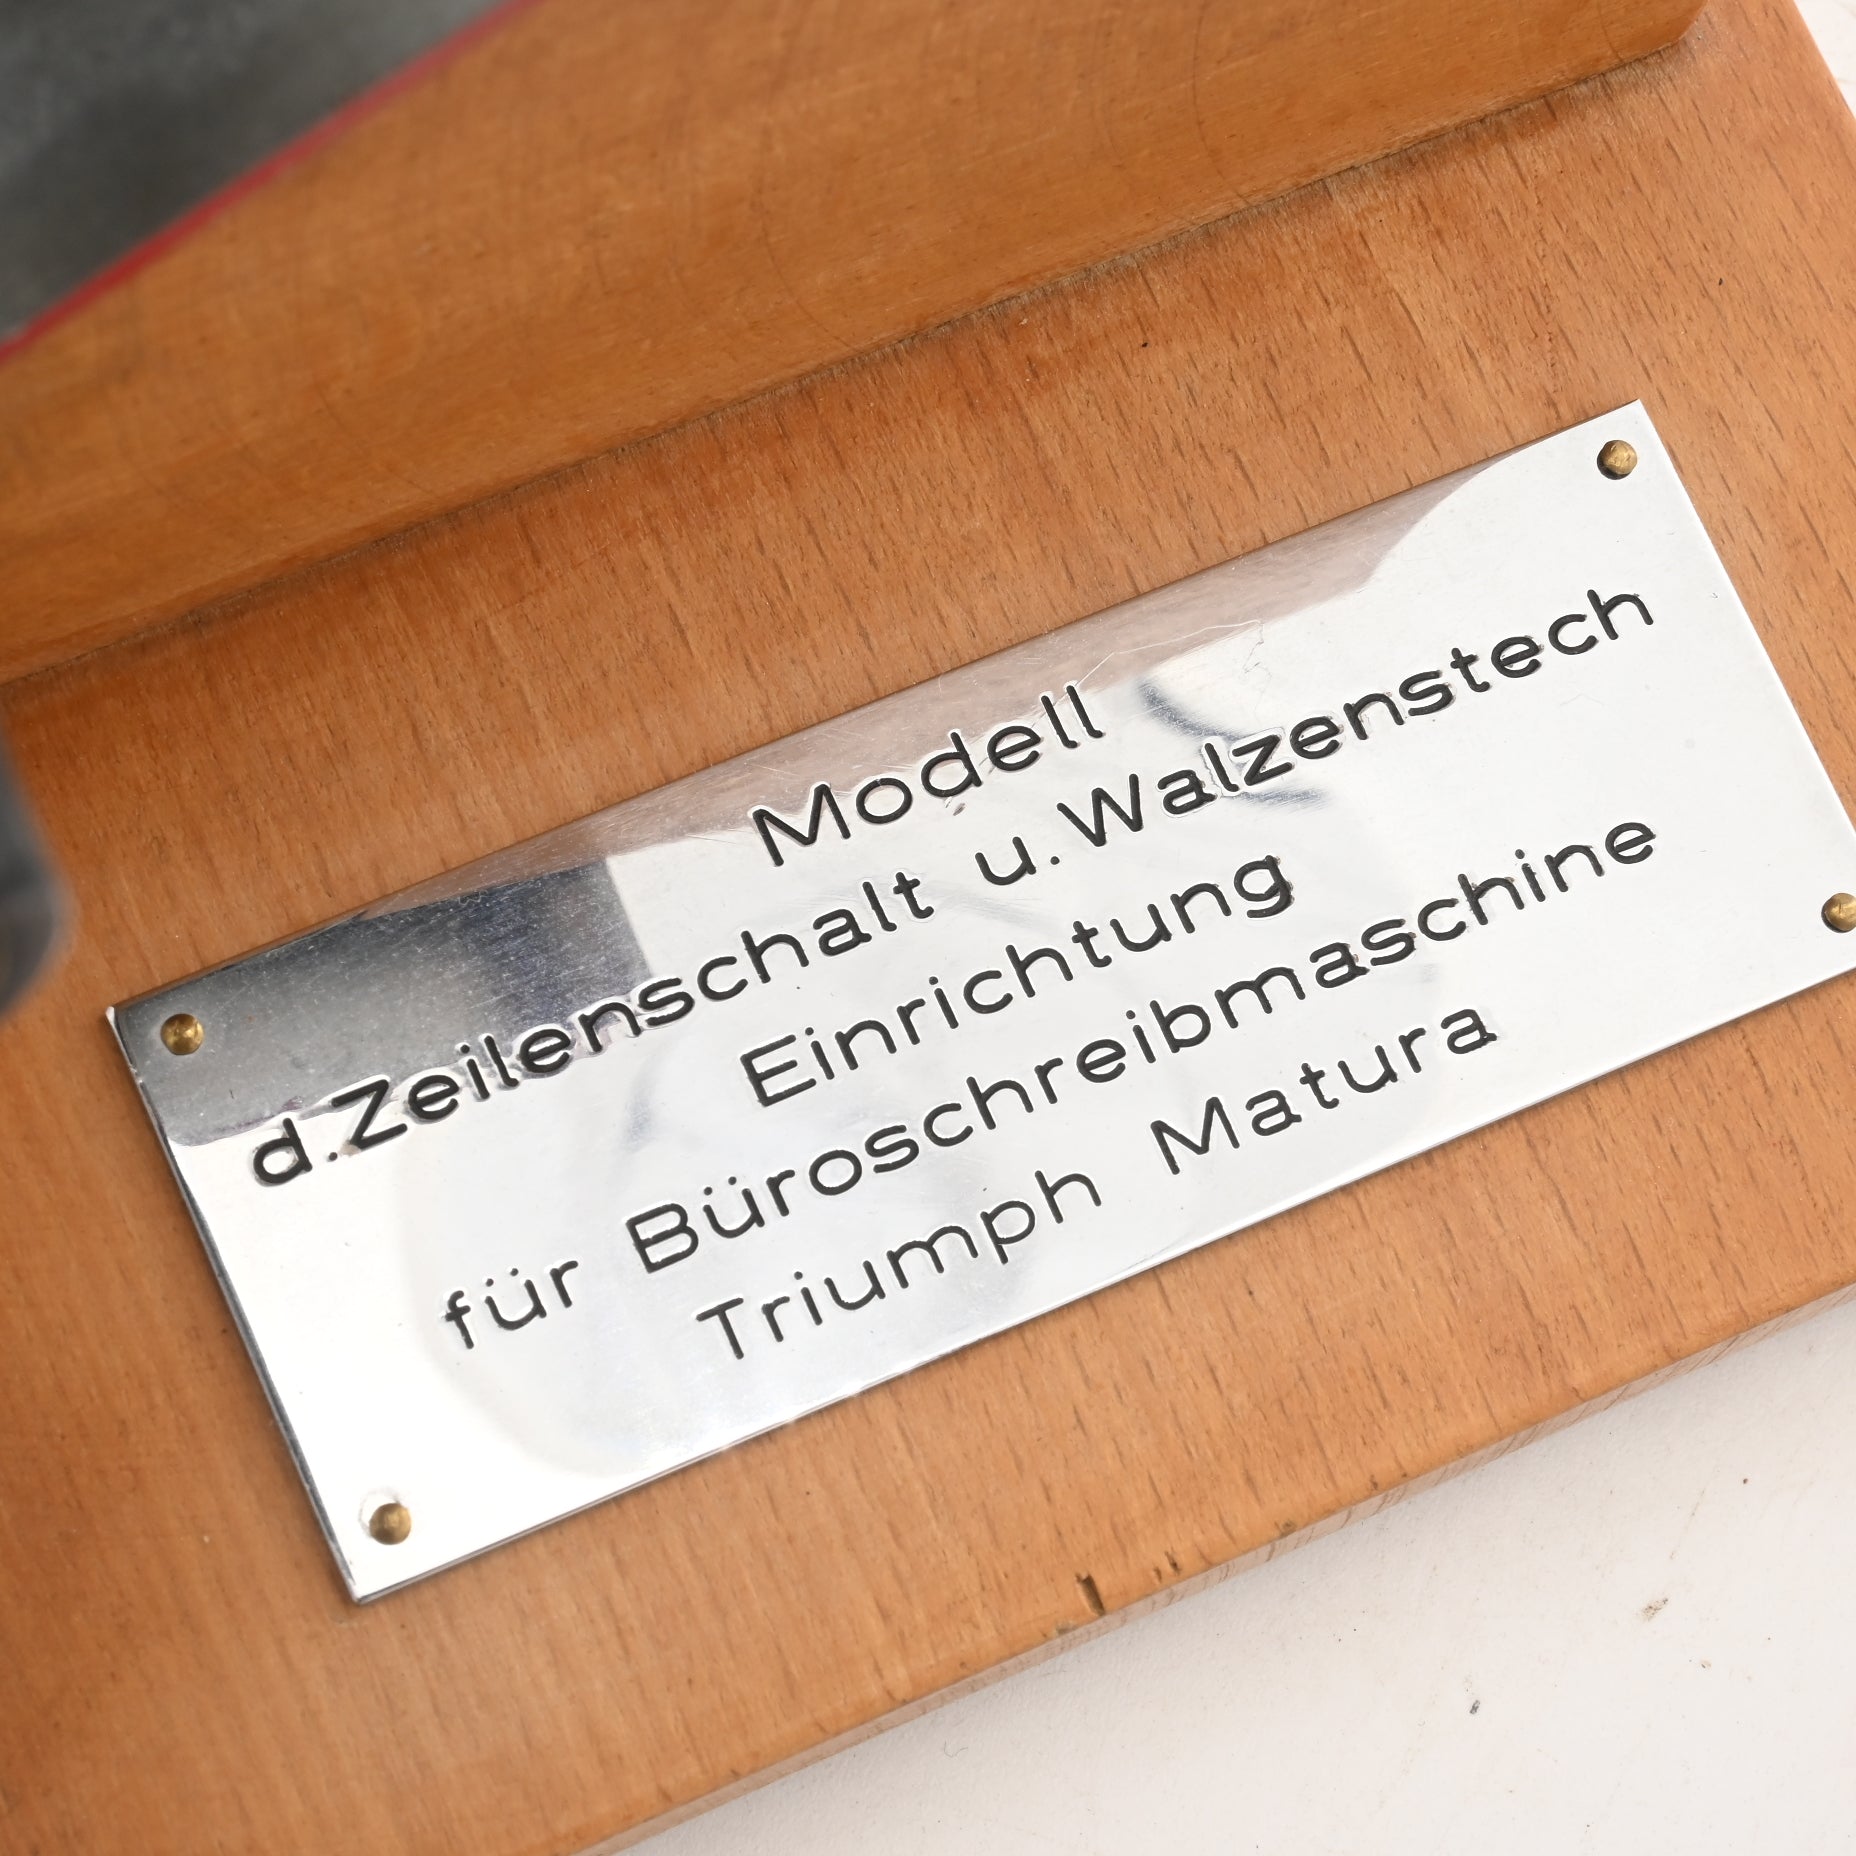 Modell
d.Zeilenschalt u.Walzenstech
Einrichtung
für Büroschreibmaschine
Triumph Matura